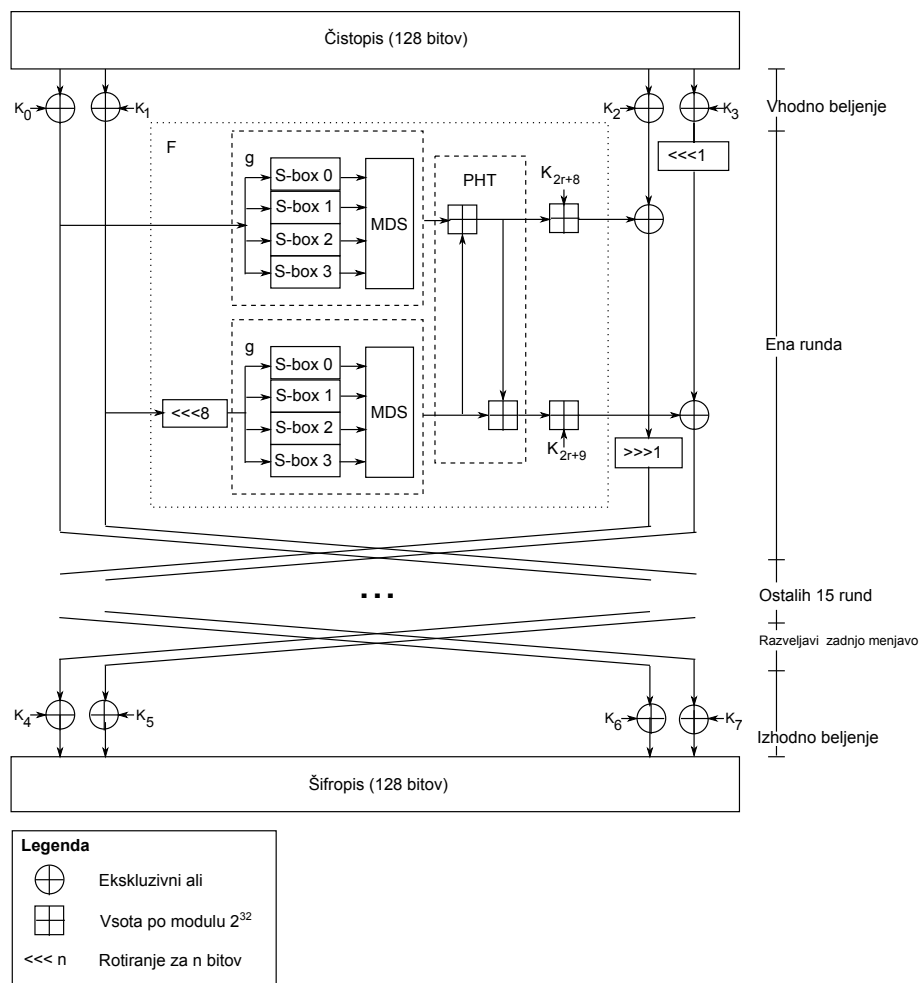 Čistopis (128 bitov)
K0
K1
K2
K3
Vhodno beljenje
F
<<<1
g
S-box 0
S-box 1
S-box 2
S-box 3
MDS
PHT
K2r+8
Ena runda
g
<<<8
S-box 0
S-box 1
S-box 2
S-box 3
MDS
K2r+9
>>>1
...
Ostalih 15 rund
Razveljavi zadnjo menjavo
K4
K5
K6
K7
Izhodno beljenje
Šifropis (128 bitov)
Legenda
Ekskluzivni ali
Vsota po modulu 2³²
<<< n Rotiranje za n bitov